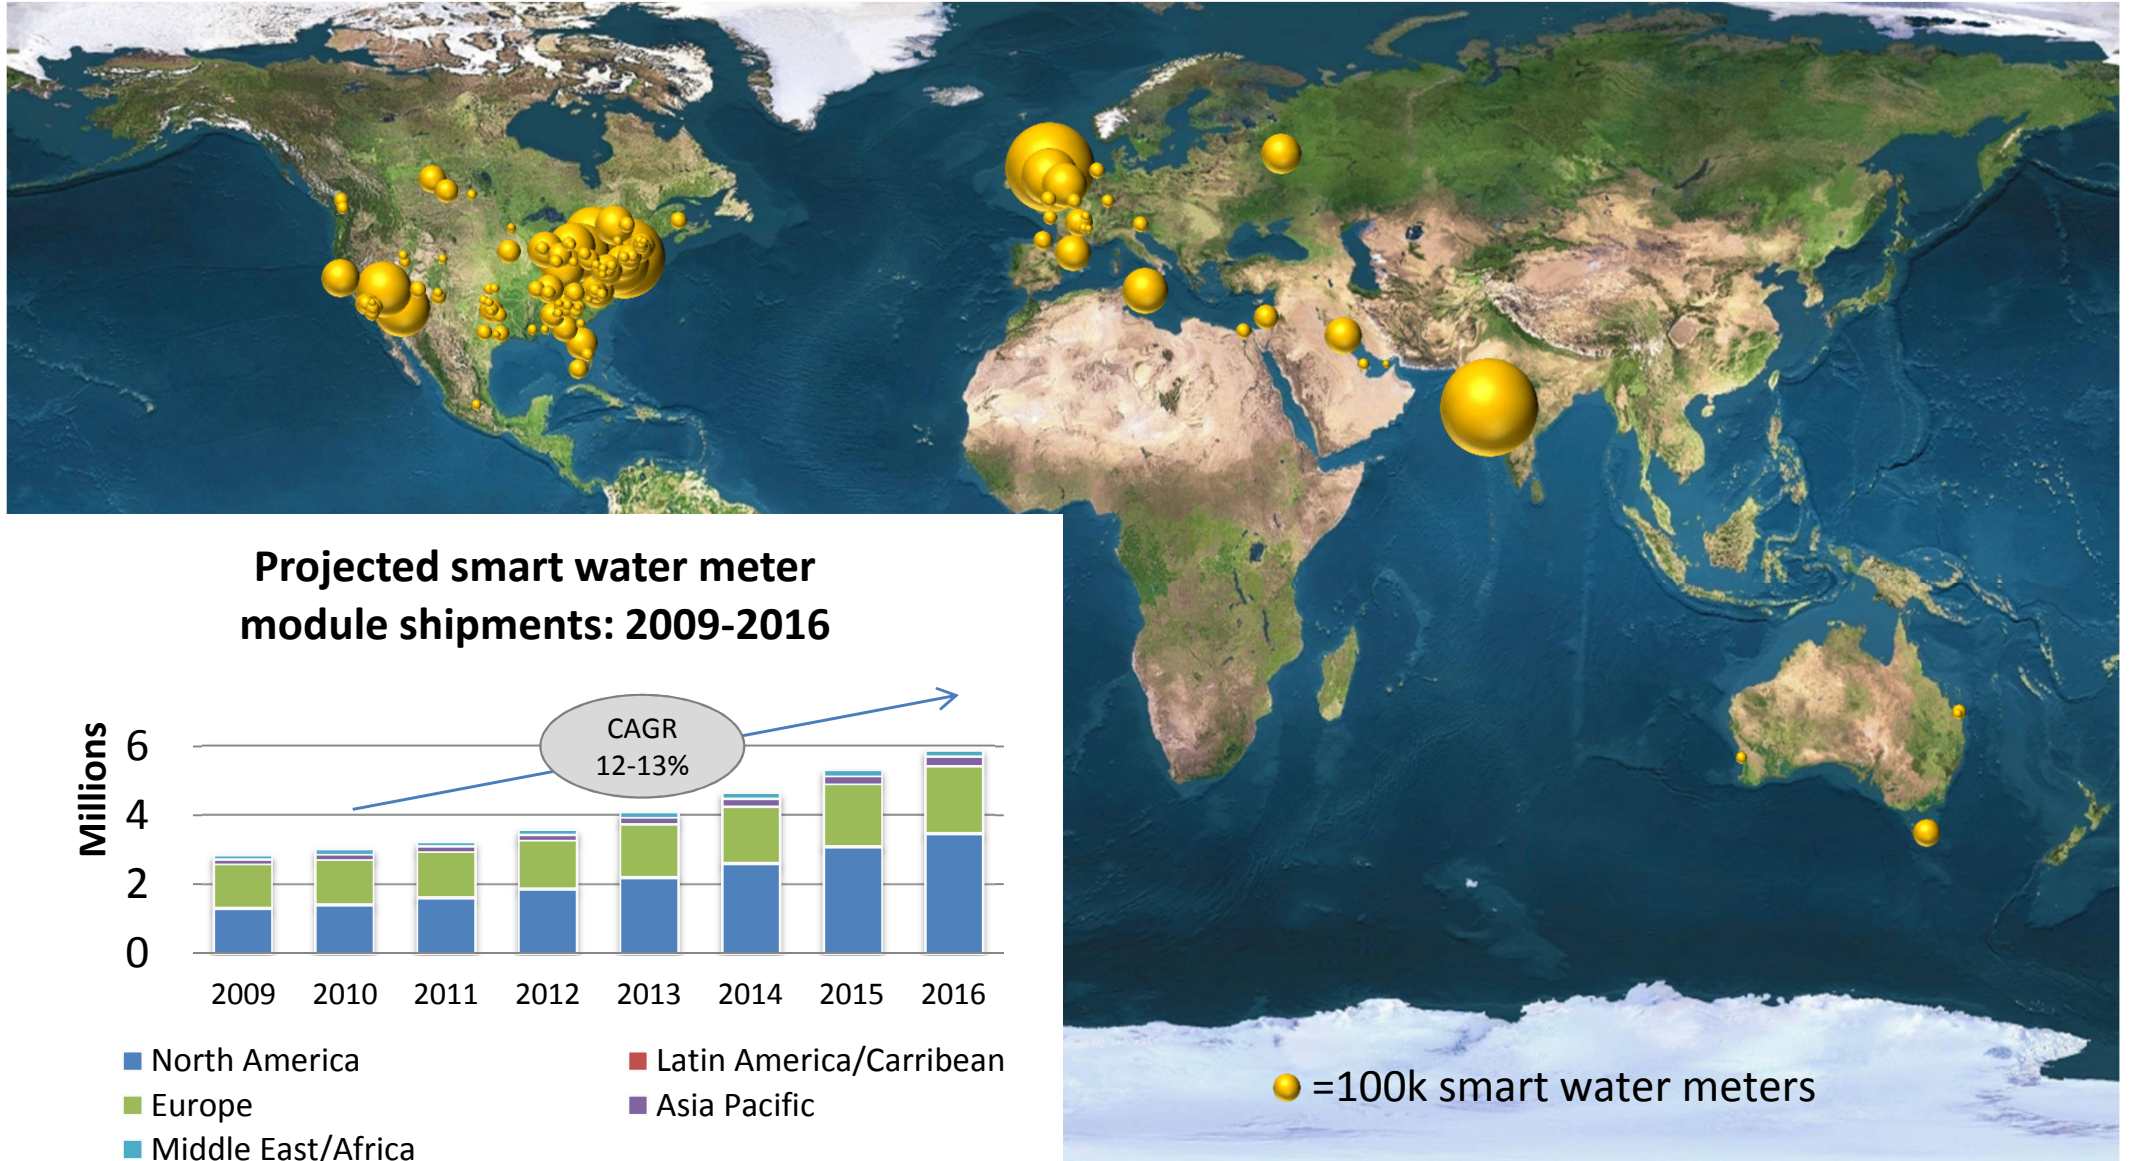 Projected smart water meter
module shipments: 2009-2016
CAGR
12-13%
Millions
6
4
2
0
2009 2010 2011 2012 2013 2014 2015 2016
North America
Latin America/Carribean
Europe
Asia Pacific
Middle East/Africa
=100k smart water meters